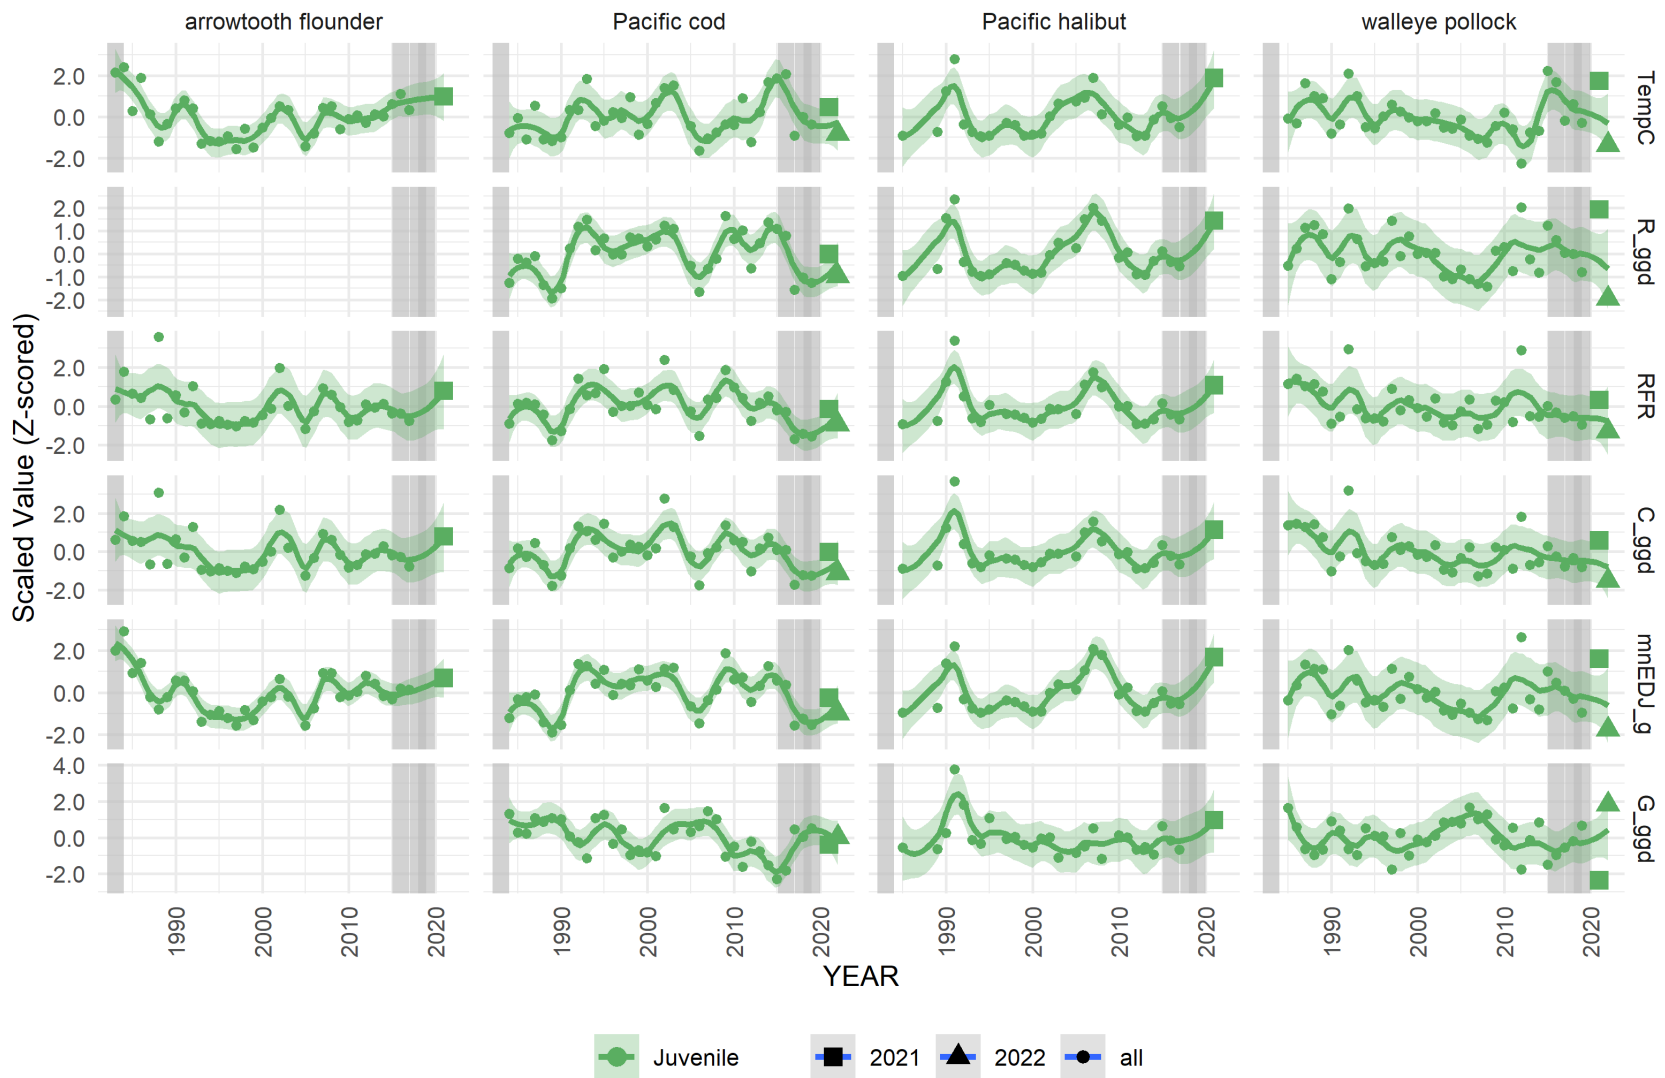 arrowtooth flounder Pacific cod Pacific halibut walleye pollock
2.0
0.0
-2.0
TempC
2.0
1.0
0.0
-1.0
-2.0
R_ggd
2.0
0.0
-2.0
RFR
2.0
0.0
-2.0
C_ggd
2.0
0.0
-2.0
mnEDJ_g
4.0
2.0
0.0
-2.0
G_ggd
Scaled Value (Z-scored)
1990 2000 2010 2020 1990 2000 2010 2020 1990 2000 2010 2020 1990 2000 2010 2020
YEAR
Juvenile 2021 2022 all